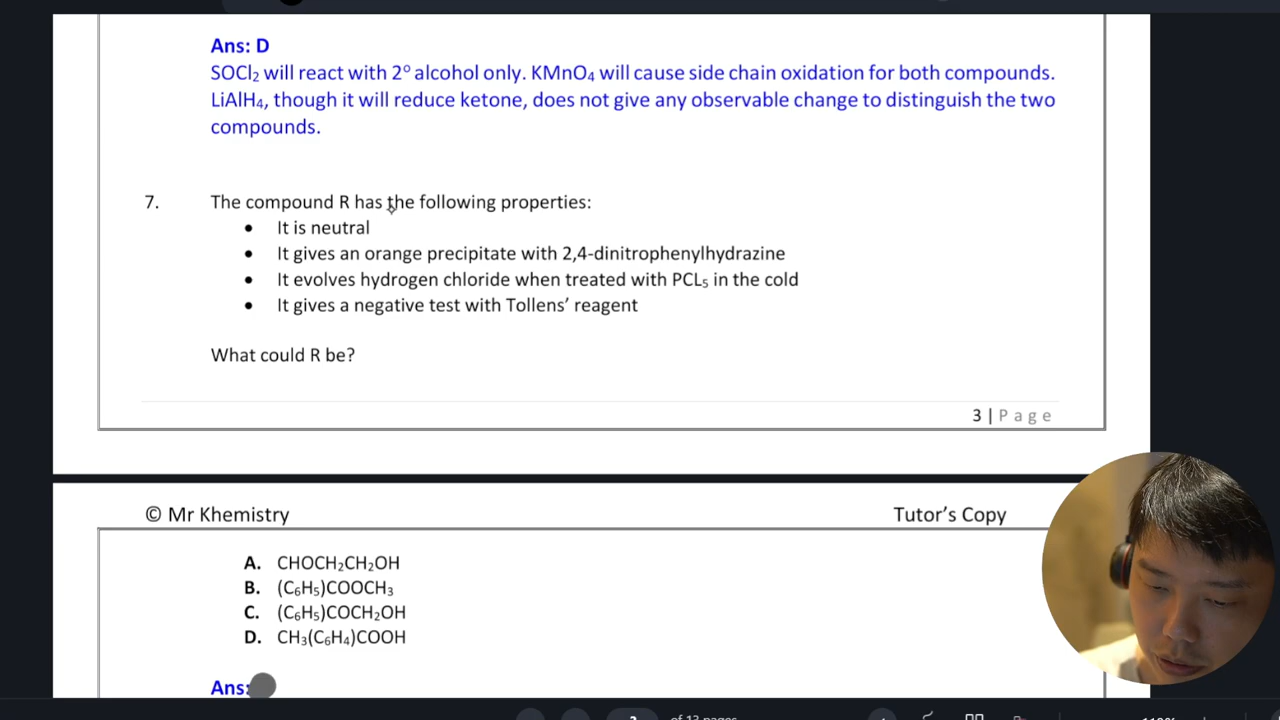 Ans: D
SOCl₂ will react with 2° alcohol only. KMnO₄ will cause side chain oxidation for both compounds.
LiAlH₄, though it will reduce ketone, does not give any observable change to distinguish the two
compounds.
7. The compound R has the following properties:
• It is neutral
• It gives an orange precipitate with 2,4-dinitrophenylhydrazine
• It evolves hydrogen chloride when treated with PCL₅ in the cold
• It gives a negative test with Tollens’ reagent
What could R be?
3 | Page
© Mr Khemistry Tutor’s Copy
A. CHOCH₂CH₂OH
B. (C₆H₅)COOCH₃
C. (C₆H₅)COCH₂OH
D. CH₃(C₆H₄)COOH
Ans: